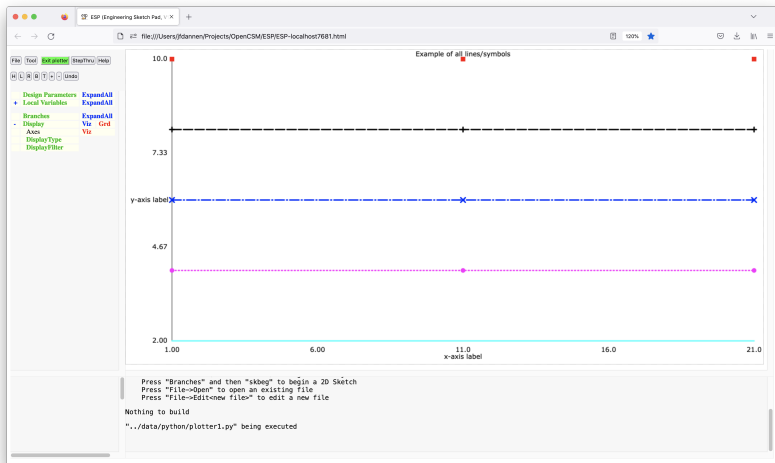 ESP (Engineering Sketch Pad, V
file:///Users/jfdannen/Projects/OpenCSM/ESP/ESP-localhost7681.html
120%
File Tool Exit plotter StepThru Help
H L R B T + - Undo
Design Parameters ExpandAll
+ Local Variables ExpandAll
Branches ExpandAll
- Display Viz Grd
Axes Viz
DisplayType
DisplayFilter
Example of all lines/symbols
10.0
7.33
y-axis label
4.67
2.00
1.00 6.00 11.0 16.0 21.0
x-axis label
Press "Branches" and then "skbeg" to begin a 2D Sketch
Press "File->Open" to open an existing file
Press "File->Edit<new file>" to edit a new file
Nothing to build
"../data/python/plotter1.py" being executed